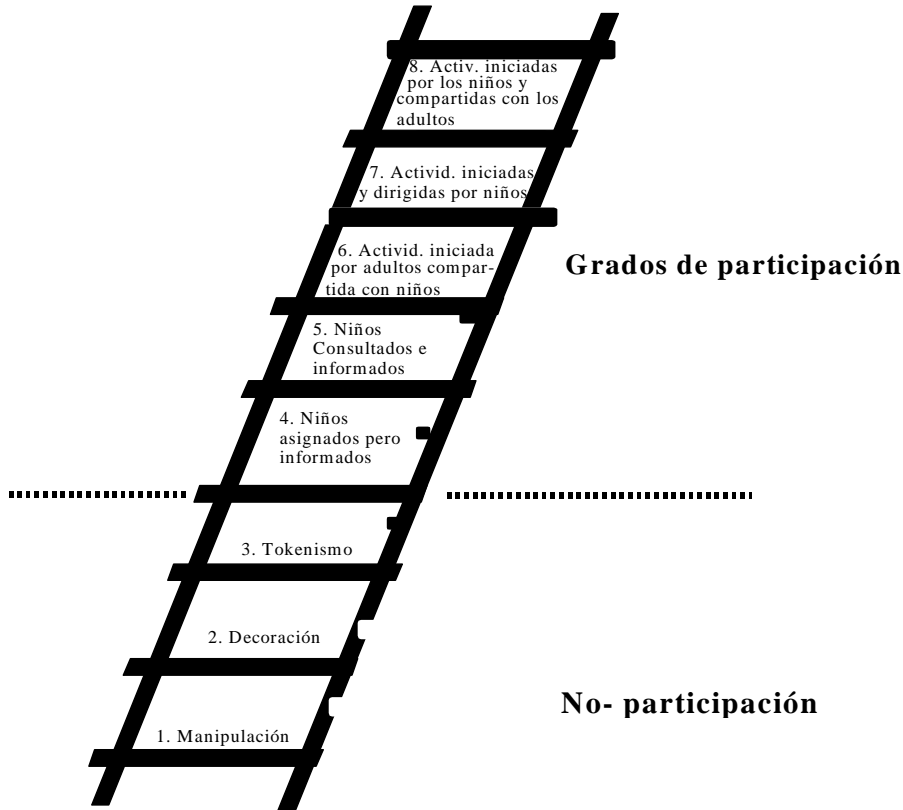 8. Activ. iniciadas
por los niños y
compartidas con los
adultos
7. Activid. iniciadas
y dirigidas por niños
6. Activid. iniciada
por adultos compar-
tida con niños
Grados de participación
5. Niños
Consultados e
informados
4. Niños
asignados pero
informados
3. Tokenismo
2. Decoración
No- participación
1. Manipulación